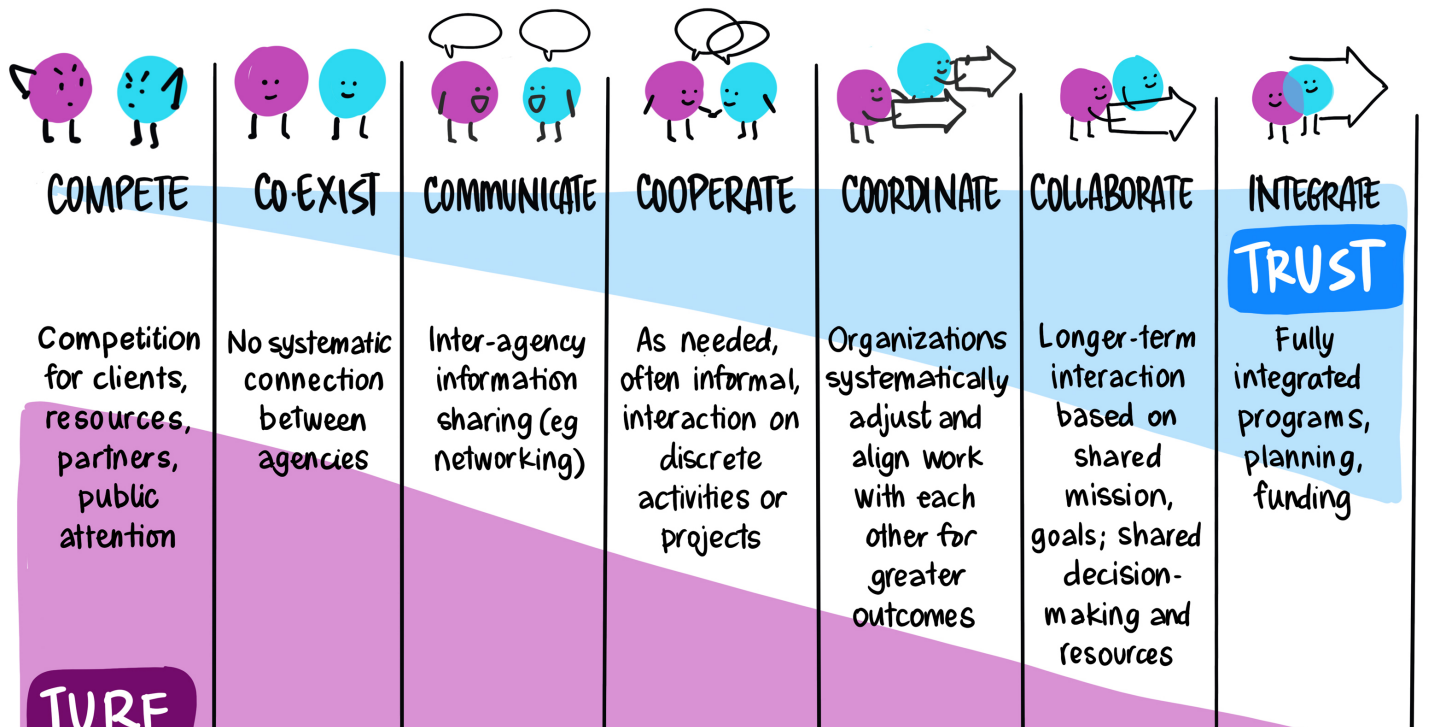 COMPETE
Competition
for clients,
resources,
partners,
public
attention
TURF
CO-EXIST
No systematic
connection
between
agencies
COMMUNICATE
Inter-agency
information
sharing (eg
networking)
COOPERATE
As needed,
often informal,
interaction on
discrete
activities or
projects
COORDINATE
Organizations
systematically
adjust and
align work
with each
other for
greater
outcomes
COLLABORATE
Longer-term
interaction
based on
shared
mission,
goals; shared
decision-
making and
resources
INTEGRATE
TRUST
Fully
integrated
programs,
planning,
funding